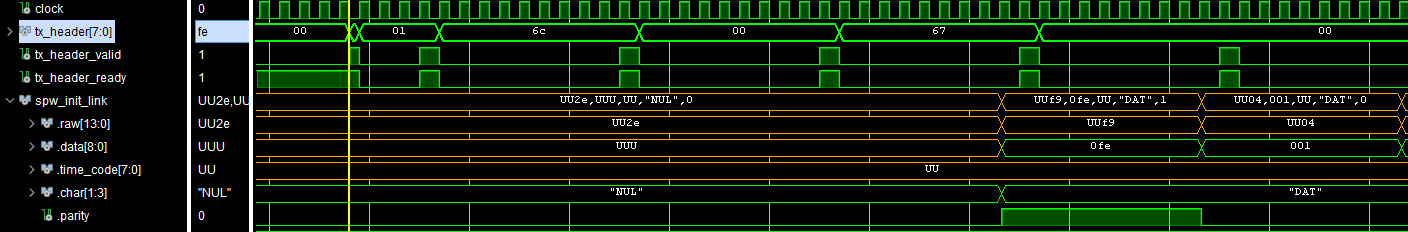 clock 0
tx_header[7:0] fe 00 01 6c 00 67 00
tx_header_valid 1
tx_header_ready 1
spw_init_link UU2e,UU UU2e,UUU,UU,"NUL",0 UUf9,0fe,UU,"DAT",1 UU04,001,UU,"DAT",0
.raw[13:0] UU2e UU2e UUf9 UU04
.data[8:0] UUU UUU 0fe 001
.time_code[7:0] UU UU
.char[1:3] "NUL" "NUL" "DAT"
.parity 0